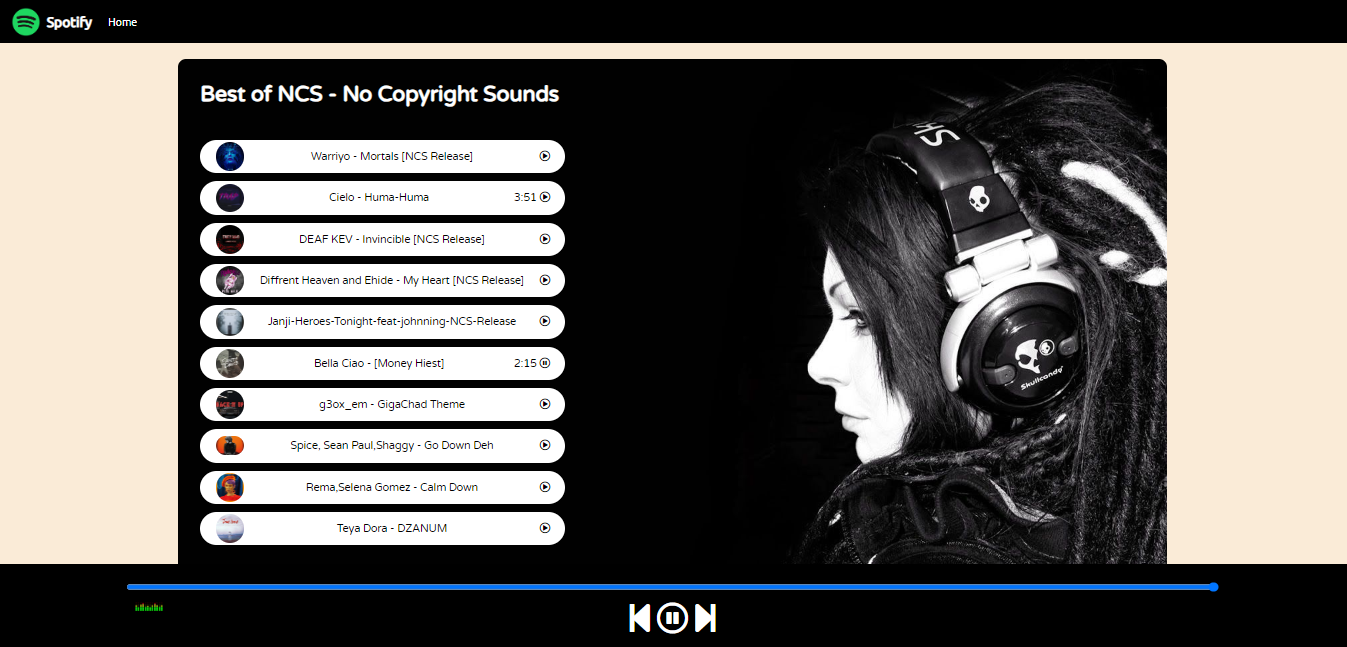 Spotify Home
Best of NCS - No Copyright Sounds
Warriyo - Mortals [NCS Release]
Cielo - Huma-Huma 3:51
DEAF KEV - Invincible [NCS Release]
Diffrent Heaven and Ehide - My Heart [NCS Release]
Janji-Heroes-Tonight-feat-johnning-NCS-Release
Bella Ciao - [Money Hiest] 2:15
g3ox_em - GigaChad Theme
Spice, Sean Paul,Shaggy - Go Down Deh
Rema,Selena Gomez - Calm Down
Teya Dora - DZANUM
Skullcandy